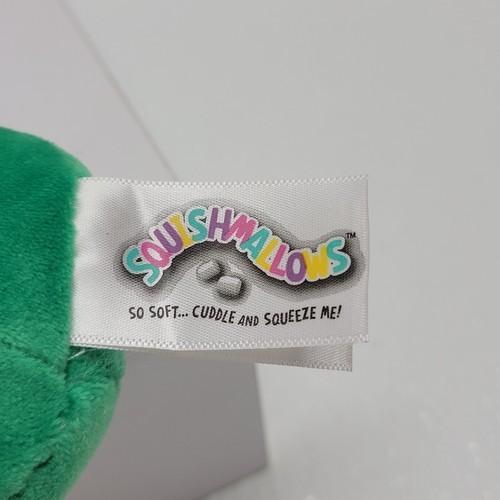 SQUISHMALLOWS™
SO SOFT... CUDDLE AND SQUEEZE ME!